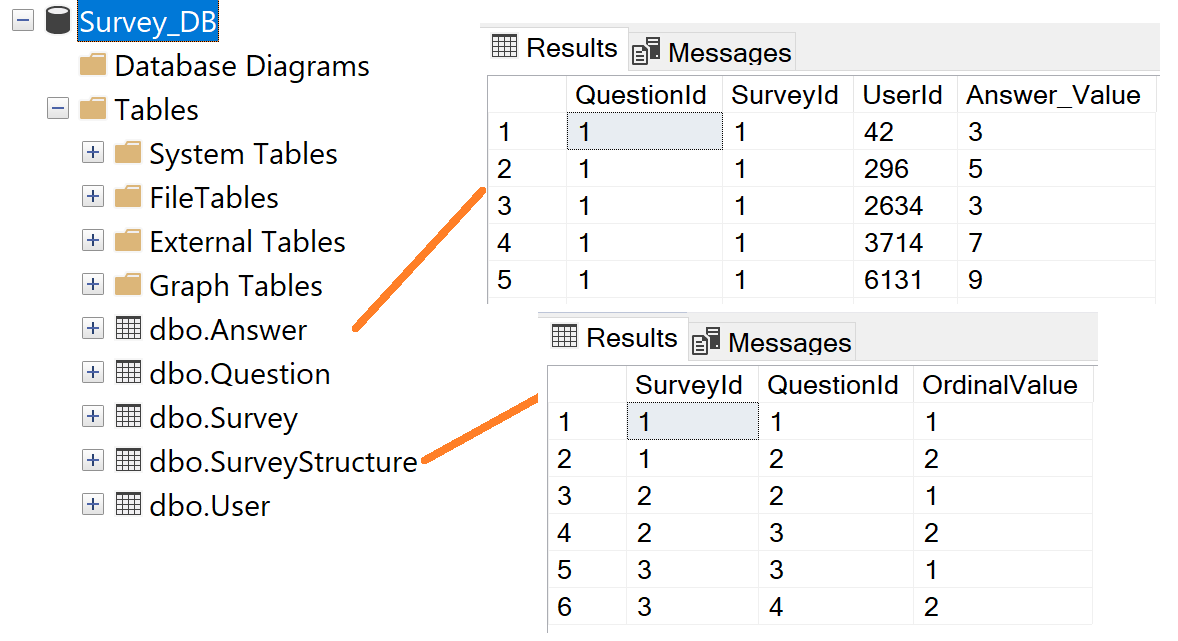 Survey_DB
Database Diagrams
Tables
System Tables
FileTables
External Tables
Graph Tables
dbo.Answer
dbo.Question
dbo.Survey
dbo.SurveyStructure
dbo.User
Results Messages
QuestionId SurveyId UserId Answer_Value
1 1 1 42 3
2 1 1 296 5
3 1 1 2634 3
4 1 1 3714 7
5 1 1 6131 9
Results Messages
SurveyId QuestionId OrdinalValue
1 1 1 1
2 1 2 2
3 2 2 1
4 2 3 2
5 3 3 1
6 3 4 2